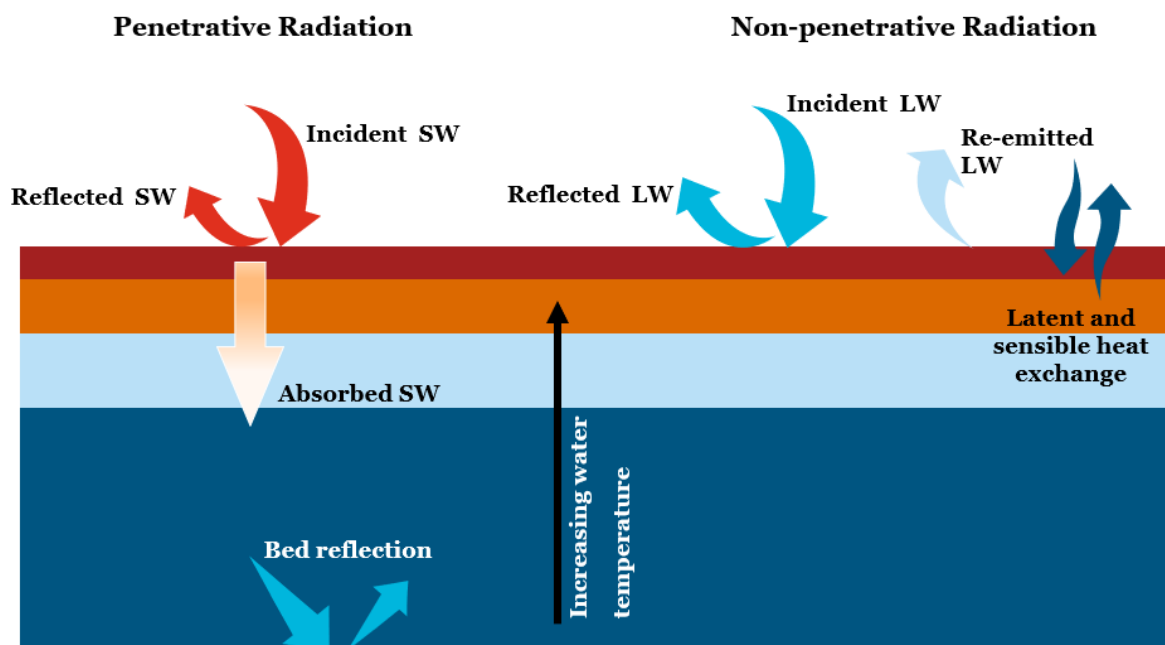 Penetrative Radiation
Non-penetrative Radiation
Incident SW
Reflected SW
Incident LW
Reflected LW
Re-emitted
LW
Latent and
sensible heat
exchange
Absorbed SW
Bed reflection
Increasing water
temperature